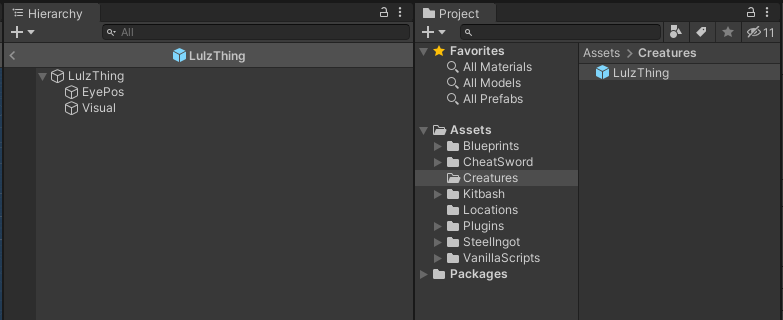 Hierarchy
All
LulzThing
LulzThing
EyePos
Visual
Project
11
Favorites
All Materials
All Models
All Prefabs
Assets
Blueprints
CheatSword
Creatures
Kitbash
Locations
Plugins
SteelIngot
VanillaScripts
Packages
Assets > Creatures
LulzThing